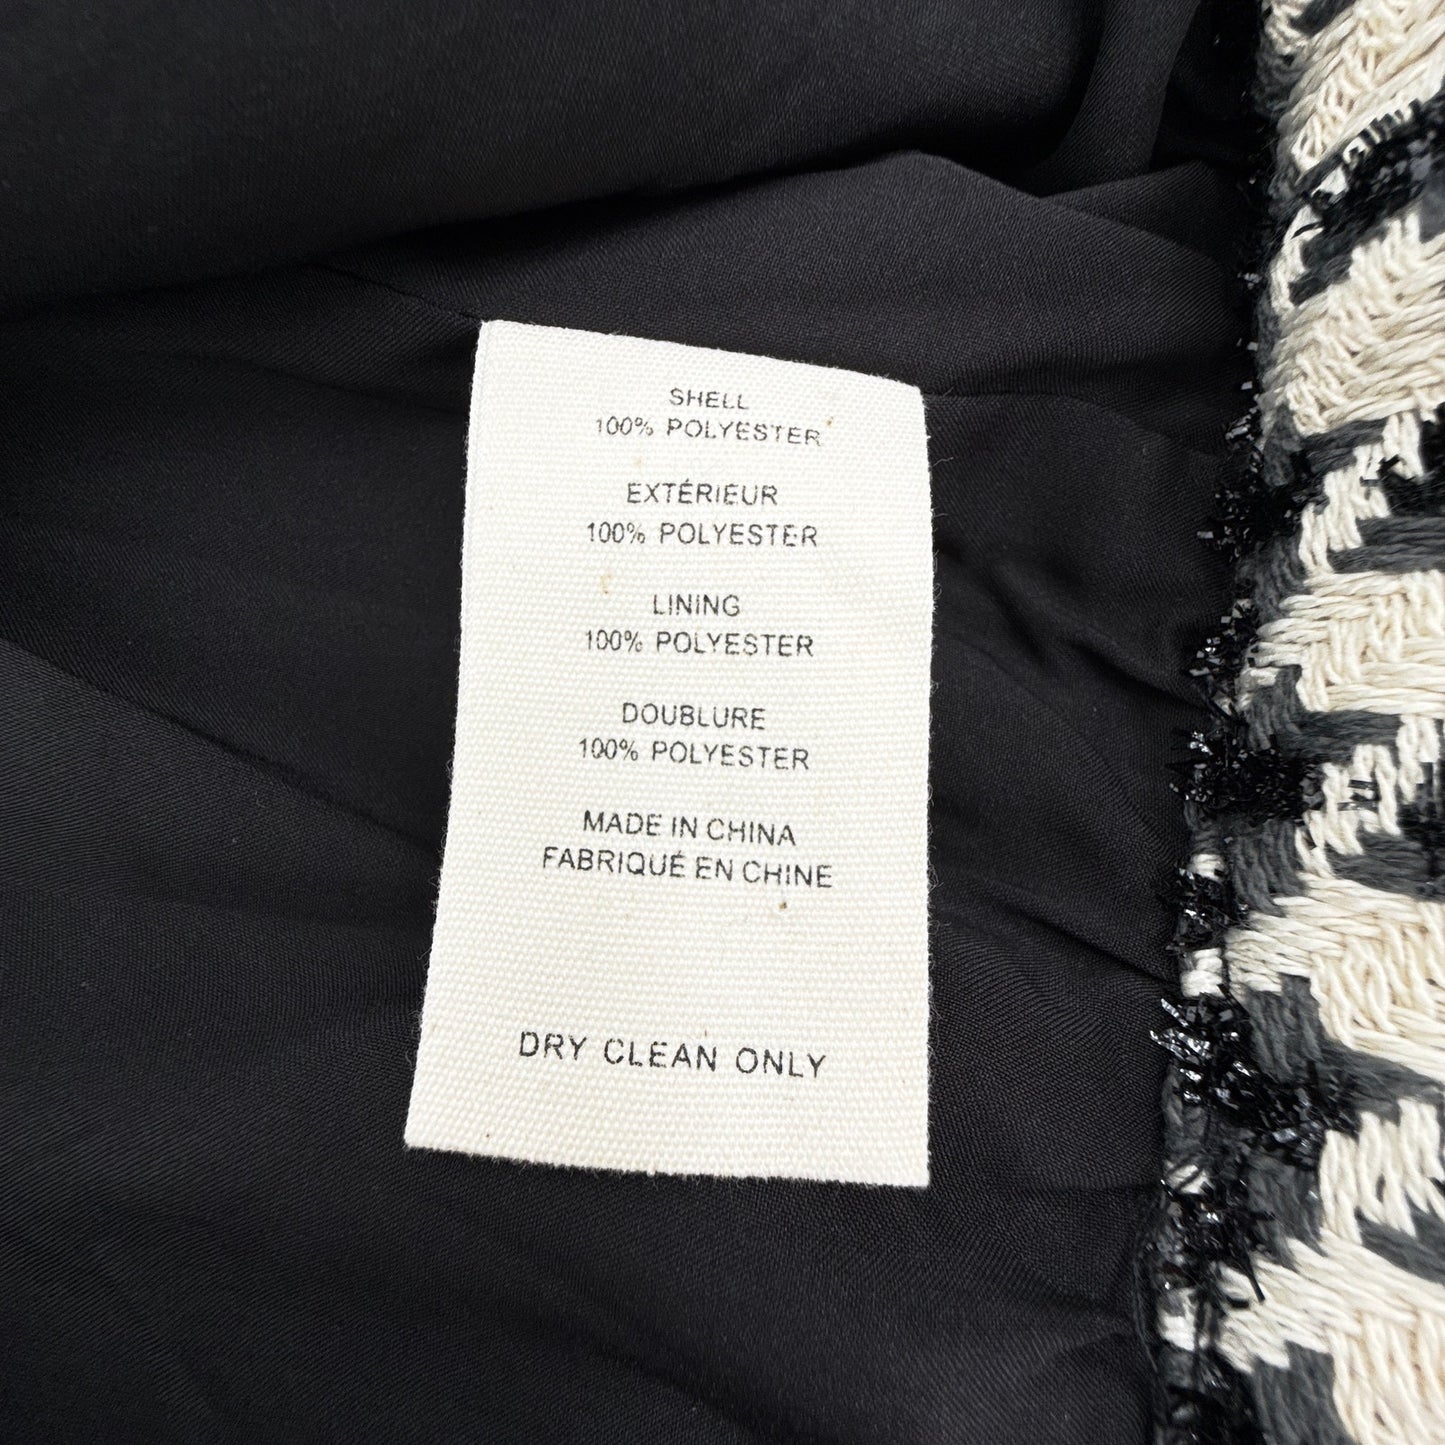 SHELL
100% POLYESTER
EXTÉRIEUR
100% POLYESTER
LINING
100% POLYESTER
DOUBLURE
100% POLYESTER
MADE IN CHINA
FABRIQUÉ EN CHINE
DRY CLEAN ONLY